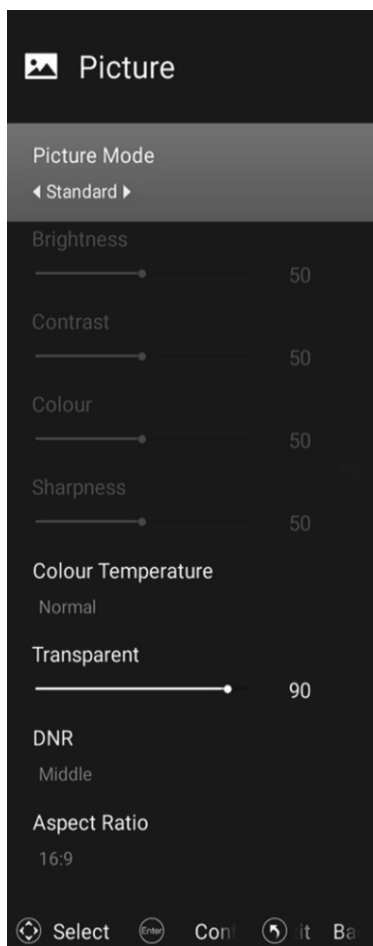 Picture
Picture Mode
Standard
Brightness
50
Contrast
50
Colour
50
Sharpness
50
Colour Temperature
Normal
Transparent
90
DNR
Middle
Aspect Ratio
16:9
Select Enter Con it Ba